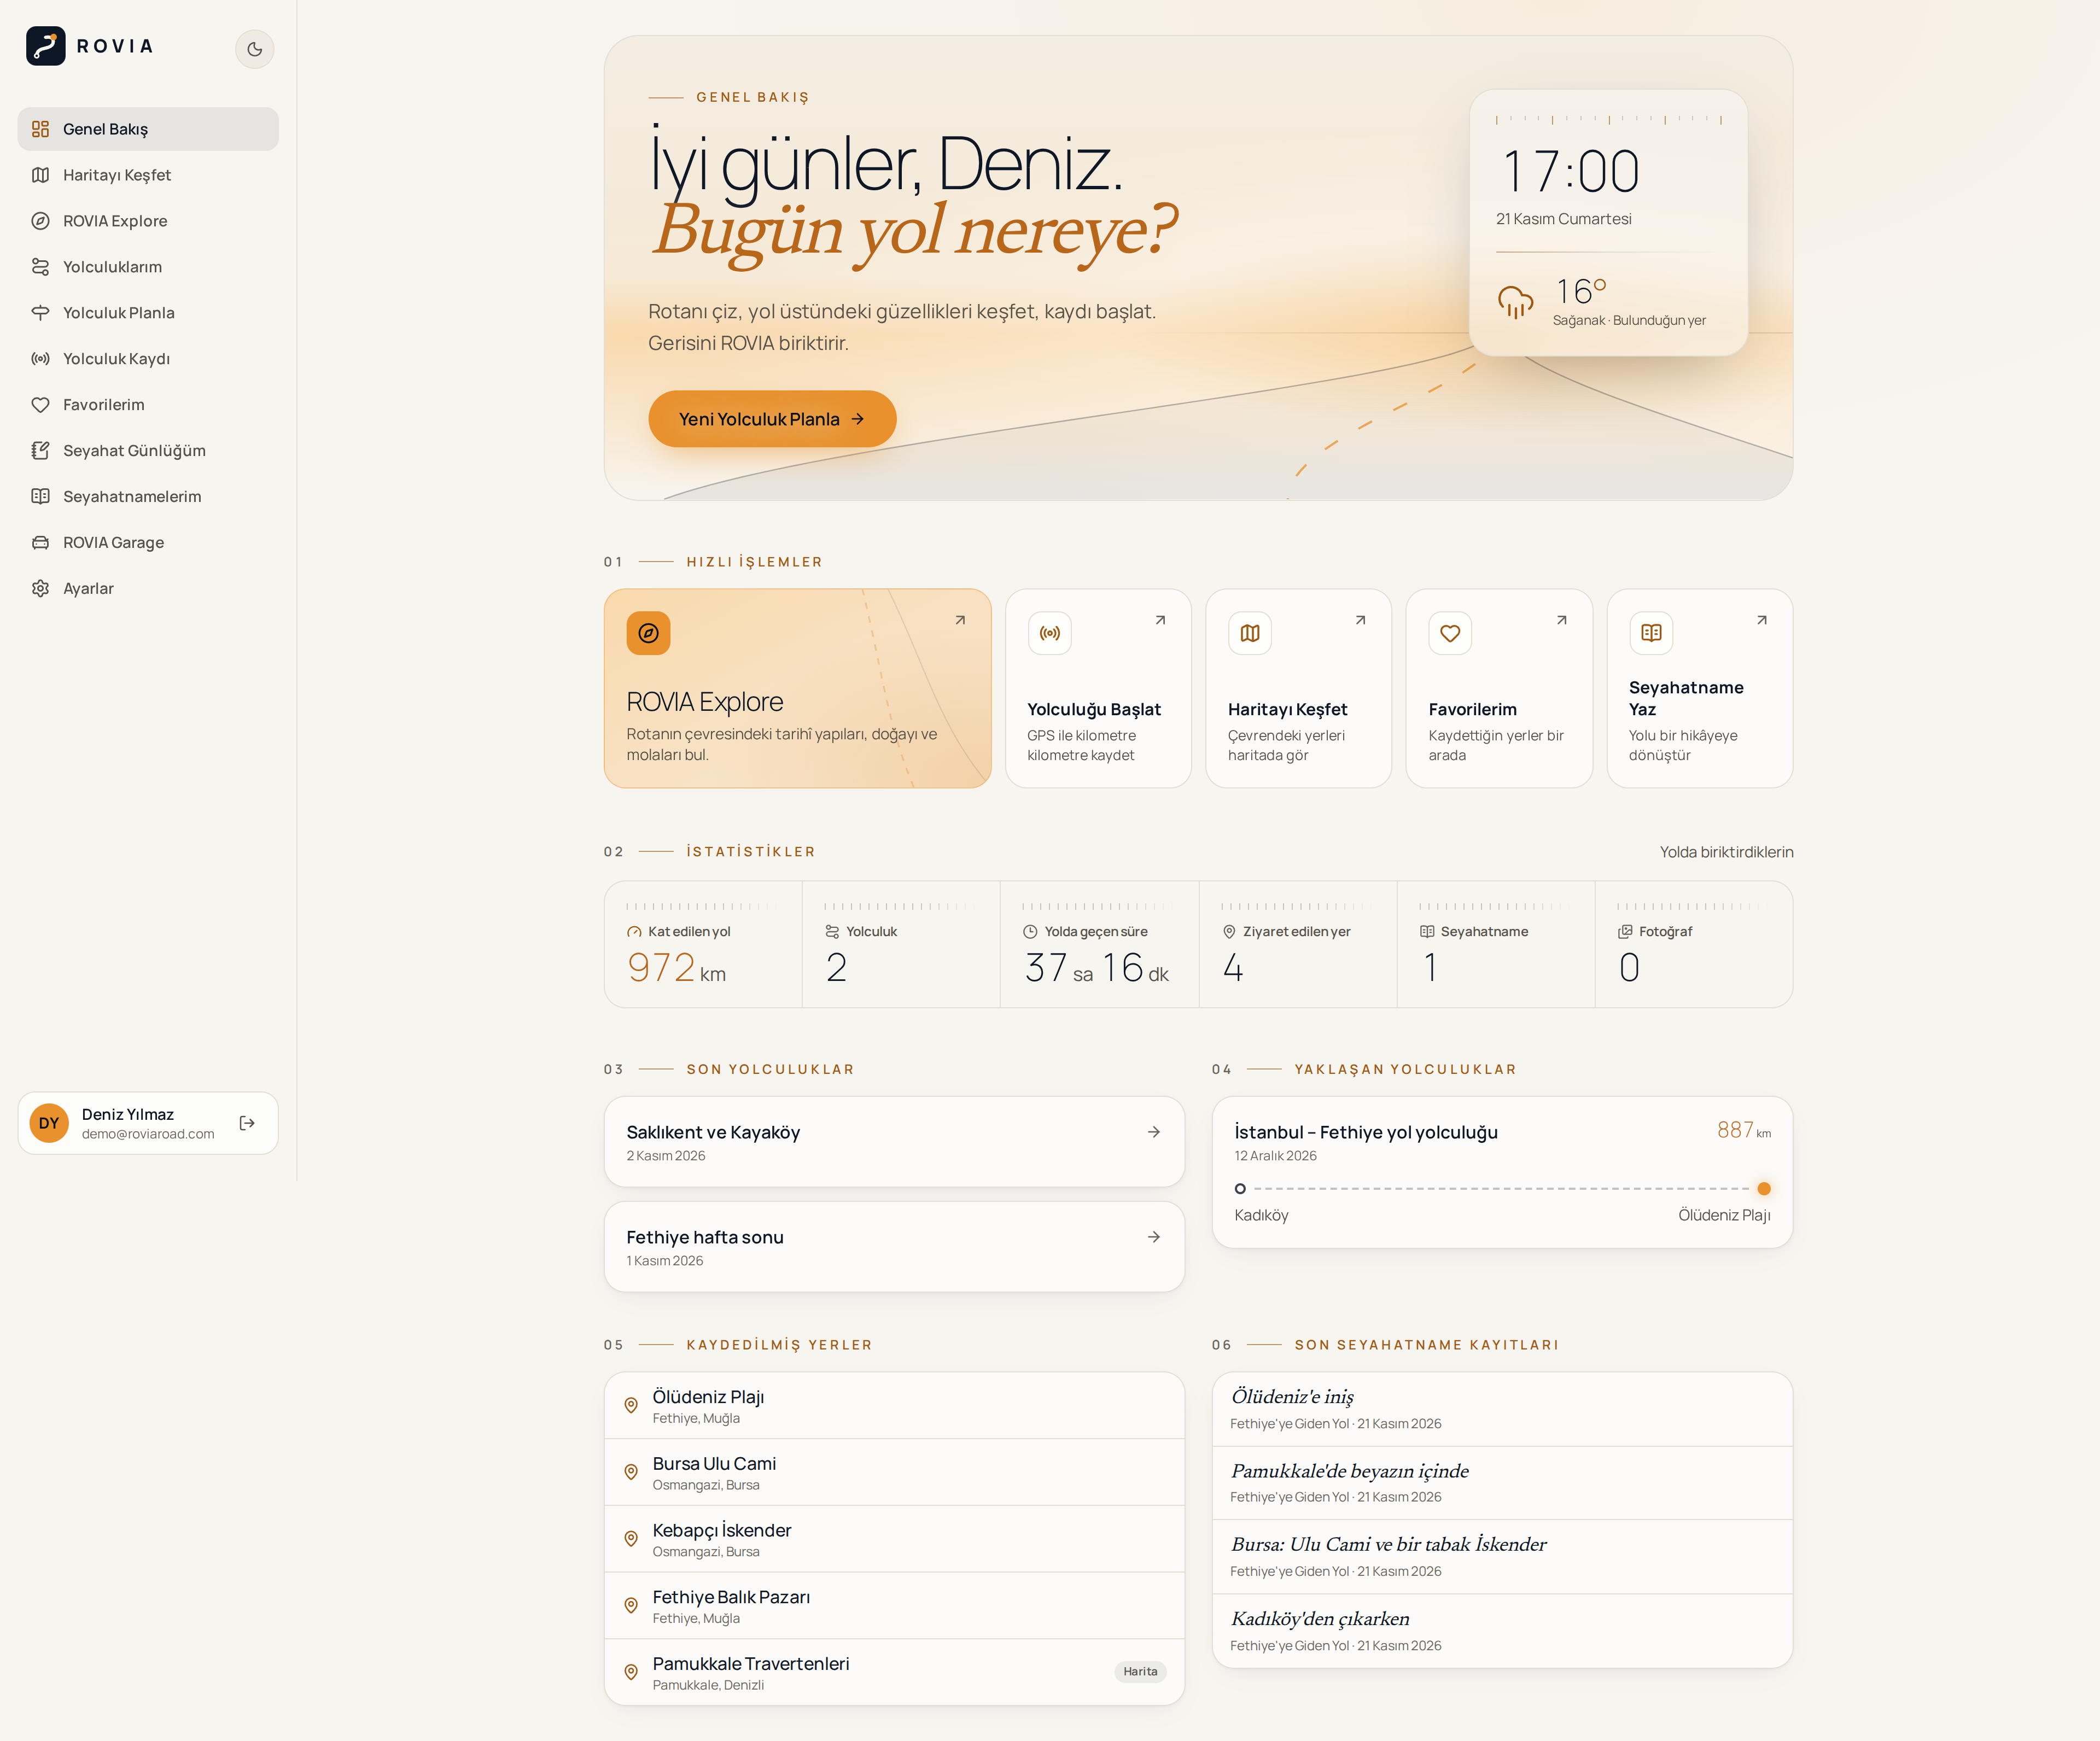 ROVIA
Genel Bakış
Haritayı Keşfet
ROVIA Explore
Yolculuklarım
Yolculuk Planla
Yolculuk Kaydı
Favorilerim
Seyahat Günlüğüm
Seyahatnamelerim
ROVIA Garage
Ayarlar
DY
Deniz Yılmaz
demo@roviaroad.com
GENEL BAKIŞ
İyi günler, Deniz.
Bugün yol nereye?
Rotanı çiz, yol üstündeki güzellikleri keşfet, kaydı başlat.
Gerisini ROVIA biriktirir.
Yeni Yolculuk Planla
17:00
21 Kasım Cumartesi
16°
Sağanak · Bulunduğun yer
01 HIZLI İŞLEMLER
ROVIA Explore
Rotanın çevresindeki tarihî yapıları, doğayı ve
molaları bul.
Yolculuğu Başlat
GPS ile kilometre
kilometre kaydet
Haritayı Keşfet
Çevrendeki yerleri
haritada gör
Favorilerim
Kaydettiğin yerler bir
arada
Seyahatname
Yaz
Yolu bir hikâyeye
dönüştür
02 İSTATİSTİKLER
Yolda biriktirdiklerin
Kat edilen yol
972 km
Yolculuk
2
Yolda geçen süre
37 sa 16 dk
Ziyaret edilen yer
4
Seyahatname
1
Fotoğraf
0
03 SON YOLCULUKLAR
Saklıkent ve Kayaköy
2 Kasım 2026
Fethiye hafta sonu
1 Kasım 2026
04 YAKLAŞAN YOLCULUKLAR
İstanbul – Fethiye yol yolculuğu
887 km
12 Aralık 2026
Kadıköy
Ölüdeniz Plajı
05 KAYDEDİLMİŞ YERLER
Ölüdeniz Plajı
Fethiye, Muğla
Bursa Ulu Cami
Osmangazi, Bursa
Kebapçı İskender
Osmangazi, Bursa
Fethiye Balık Pazarı
Fethiye, Muğla
Pamukkale Travertenleri
Pamukkale, Denizli
Harita
06 SON SEYAHATNAME KAYITLARI
Ölüdeniz'e iniş
Fethiye'ye Giden Yol · 21 Kasım 2026
Pamukkale'de beyazın içinde
Fethiye'ye Giden Yol · 21 Kasım 2026
Bursa: Ulu Cami ve bir tabak İskender
Fethiye'ye Giden Yol · 21 Kasım 2026
Kadıköy'den çıkarken
Fethiye'ye Giden Yol · 21 Kasım 2026